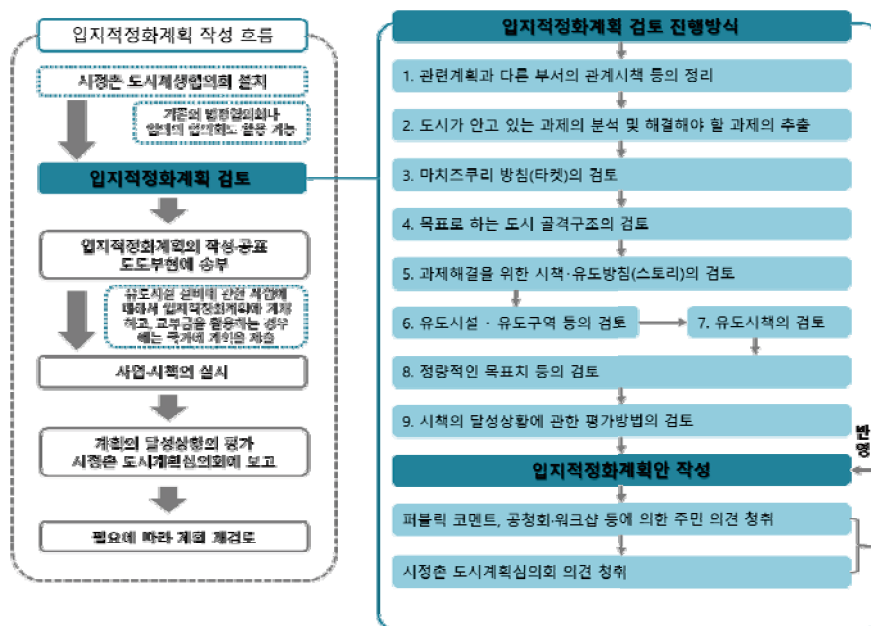 입지적정화계획 작성 흐름
시정촌 도시재생협의회 설치
기존의 법정협의회나
임의의 협의회도 활용 가능
입지적정화계획 검토
입지적정화계획의 작성·공표
도도부현에 송부
유도시설 설비에 관한 사업에
대해서 입지적정화계획에 기재
하고, 교부금을 활용하는 경우
에는 국가에 계획을 제출
사업·시책의 실시
계획의 달성상황의 평가
시정촌 도시계획심의회에 보고
필요에 따라 계획 재검토
입지적정화계획 검토 진행방식
1. 관련계획과 다른 부서의 관계시책 등의 정리
2. 도시가 안고 있는 과제의 분석 및 해결해야 할 과제의 추출
3. 마치즈쿠리 방침(타켓)의 검토
4. 목표로 하는 도시 골격구조의 검토
5. 과제해결을 위한 시책·유도방침(스토리)의 검토
6. 유도시설 · 유도구역 등의 검토
7. 유도시책의 검토
8. 정량적인 목표치 등의 검토
9. 시책의 달성상황에 관한 평가방법의 검토
반영
입지적정화계획안 작성
퍼블릭 코멘트, 공청회·워크샵 등에 의한 주민 의견 청취
시정촌 도시계획심의회 의견 청취